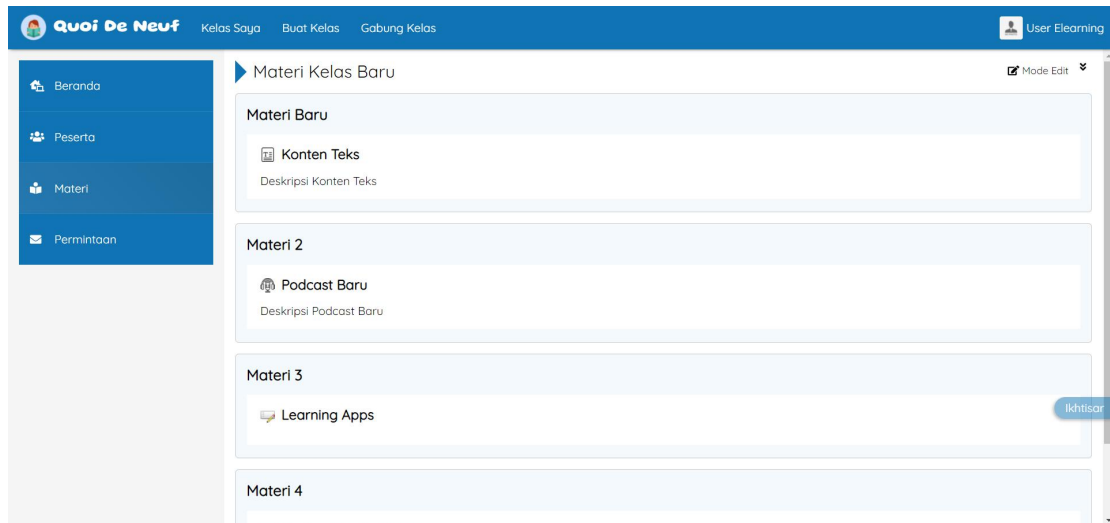 Quoi De Neuf Kelas Saya Buat Kelas Gabung Kelas User Elearning
Beranda
Peserta
Materi
Permintaan
Materi Kelas Baru Mode Edit
Materi Baru
Konten Teks
Deskripsi Konten Teks
Materi 2
Podcast Baru
Deskripsi Podcast Baru
Materi 3
Learning Apps
Ikhtisar
Materi 4